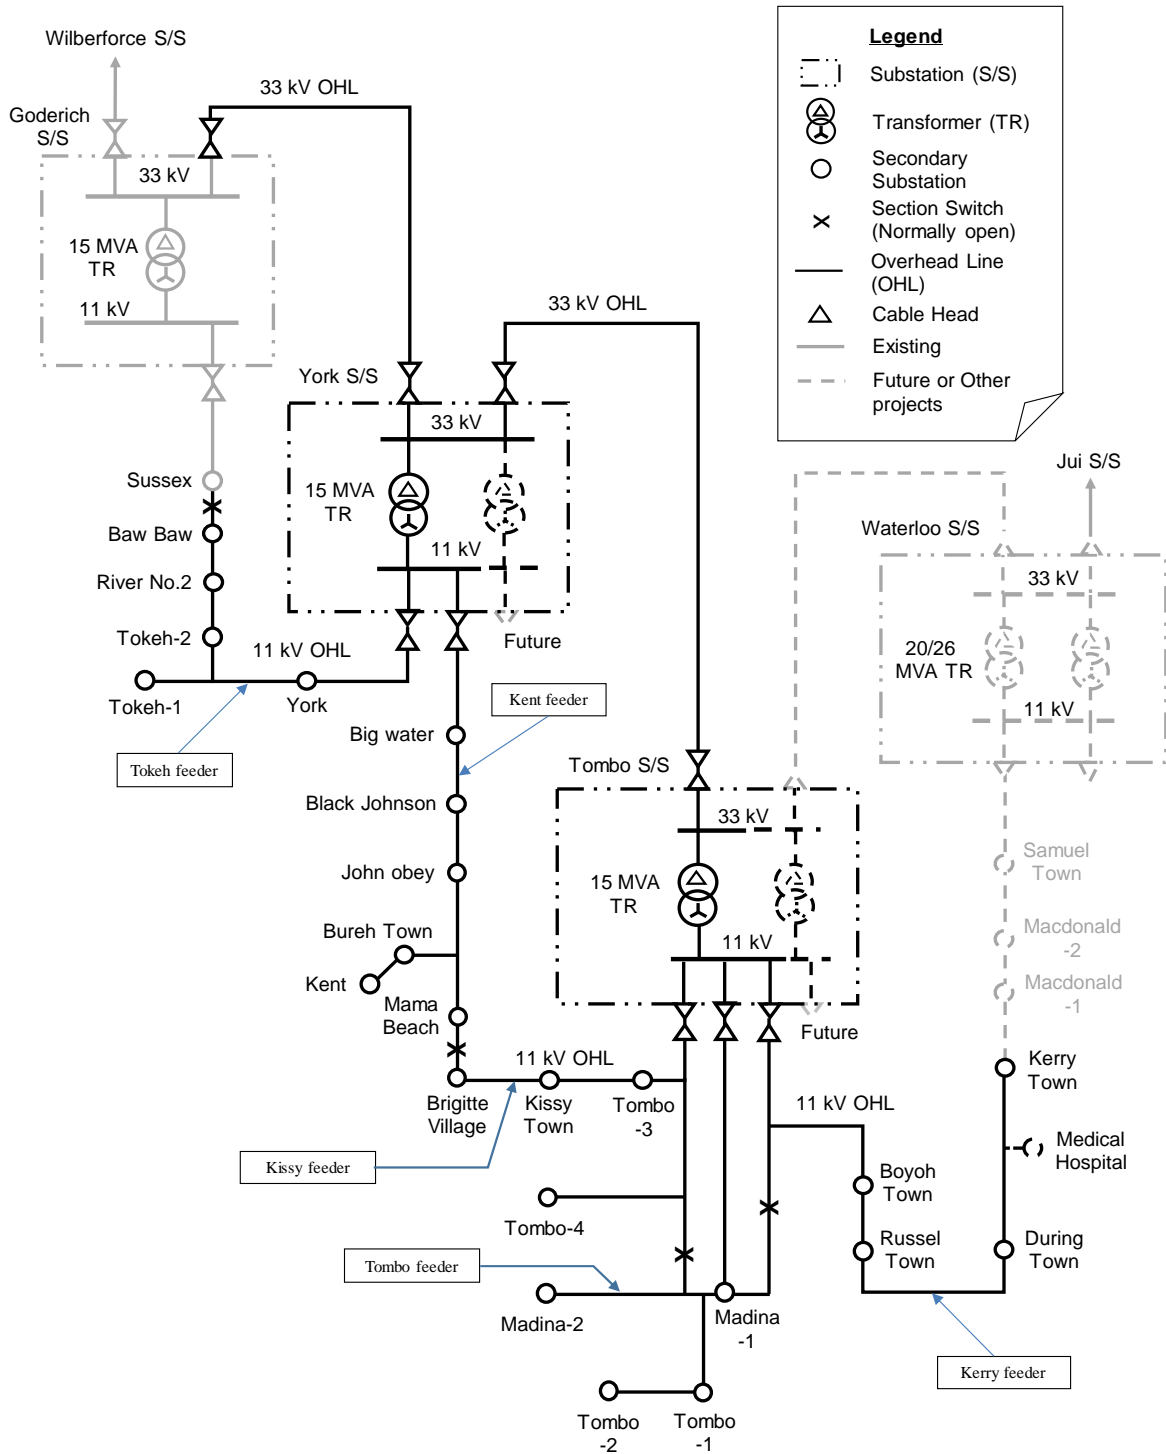 Wilberforce S/S
33 kV OHL
Goderich
S/S
33 kV
15 MVA
TR
11 kV
Legend
Substation (S/S)
Transformer (TR)
Secondary
Substation
Section Switch
(Normally open)
Overhead Line
(OHL)
Cable Head
Existing
Future or Other
projects
33 kV OHL
York S/S
33 kV
15 MVA
TR
11 kV
Future
Sussex
Baw Baw
River No.2
Tokeh-2
11 kV OHL
Tokeh-1
York
Tokeh feeder
Kent feeder
Big water
Black Johnson
John obey
Bureh Town
Kent
Mama
Beach
11 kV OHL
Brigitte
Village
Kissy
Town
Tombo
-3
Kissy feeder
Tombo S/S
33 kV
15 MVA
TR
11 kV
Future
Jui S/S
Waterloo S/S
33 kV
20/26
MVA TR
11 kV
Samuel
Town
Macdonald
-2
Macdonald
-1
Kerry
Town
11 kV OHL
Medical
Hospital
Boyoh
Town
Russel
Town
During
Town
Tombo-4
Tombo feeder
Madina-2
Madina
-1
Kerry feeder
Tombo
-2
Tombo
-1